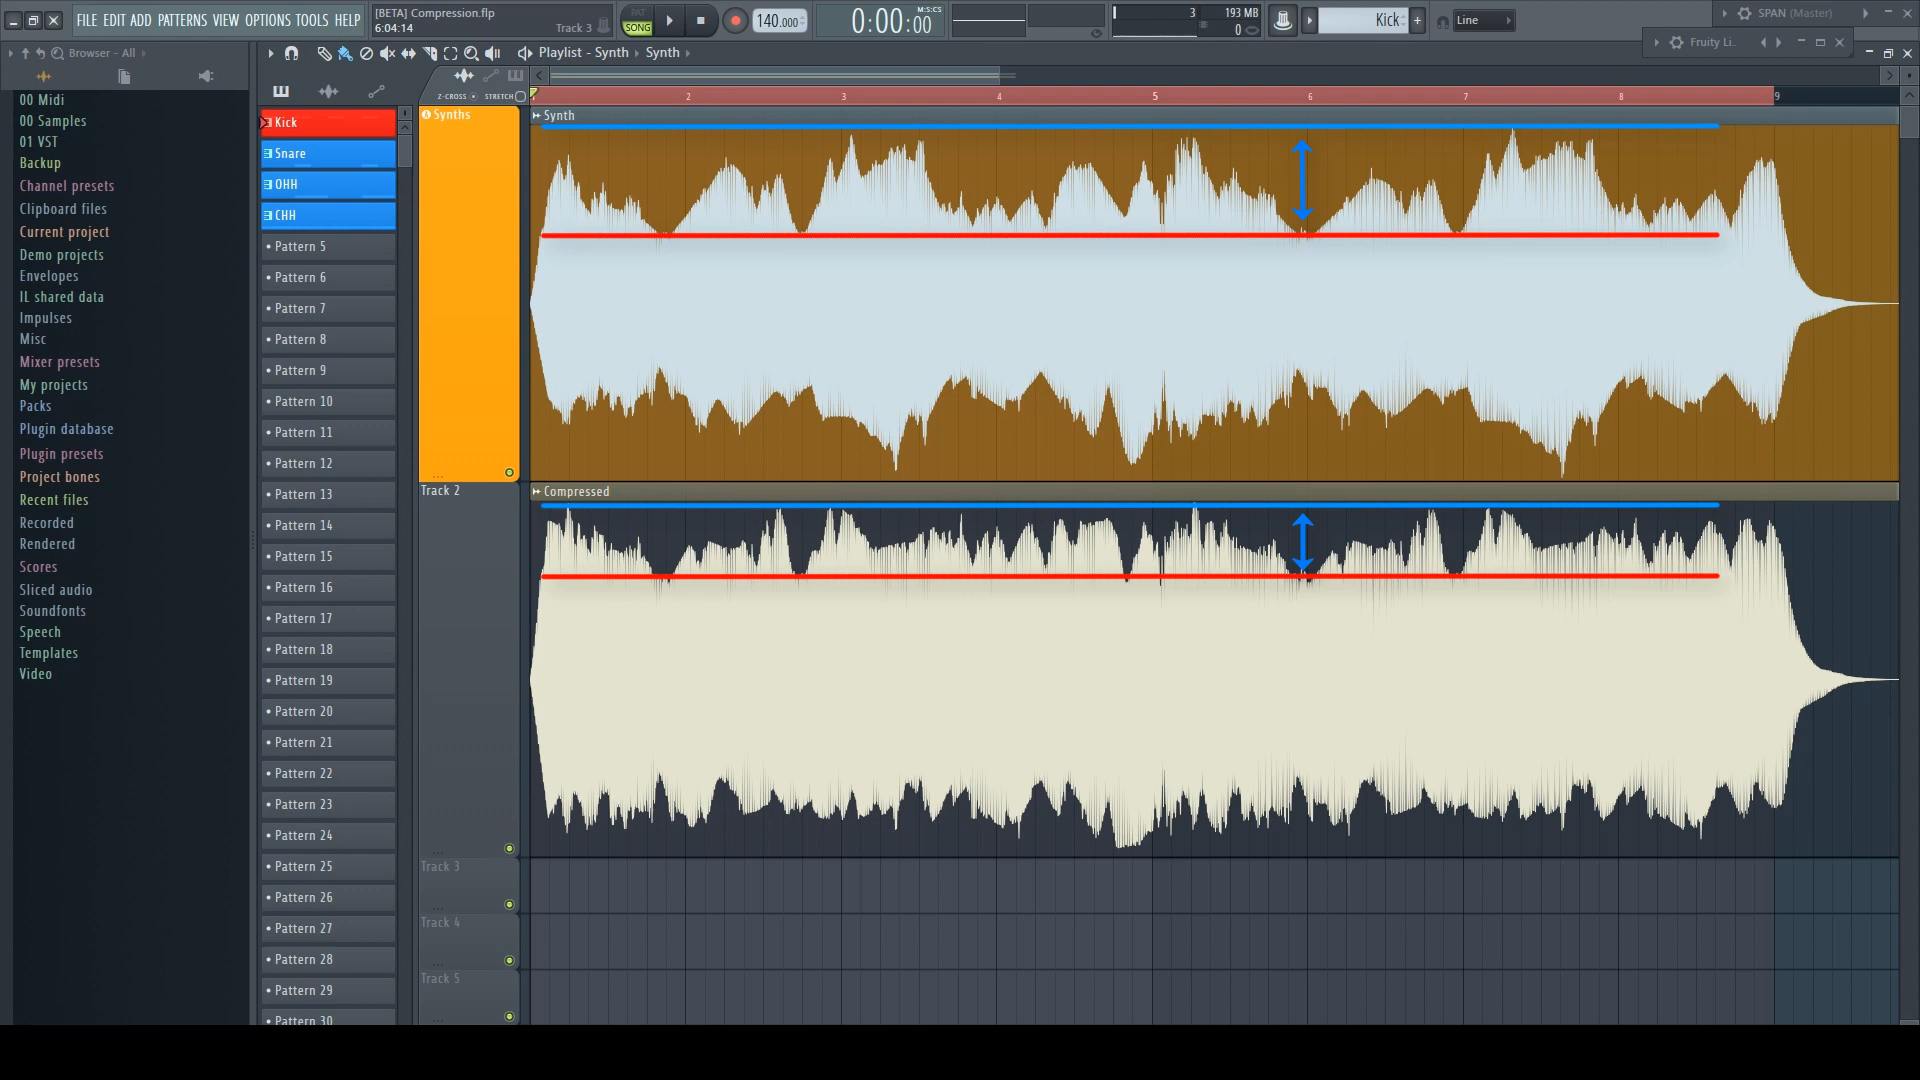 FILE EDIT ADD PATTERNS VIEW OPTIONS TOOLS HELP
[BETA] Compression.flp
6:04:14
Track 3
PAT
SONG
140.000
M:S:CS
0:00:00
3
193 MB
0
Kick
Line
SPAN (Master)
Fruity Li..
Browser - All
Playlist - Synth
Synth
Z-CROSS
STRETCH
2 3 4 5 6 7 8 9
00 Midi
00 Samples
01 VST
Backup
Channel presets
Clipboard files
Current project
Demo projects
Envelopes
IL shared data
Impulses
Misc
Mixer presets
My projects
Packs
Plugin database
Plugin presets
Project bones
Recent files
Recorded
Rendered
Scores
Sliced audio
Soundfonts
Speech
Templates
Video
Kick
Snare
OHH
CHH
Pattern 5
Pattern 6
Pattern 7
Pattern 8
Pattern 9
Pattern 10
Pattern 11
Pattern 12
Pattern 13
Pattern 14
Pattern 15
Pattern 16
Pattern 17
Pattern 18
Pattern 19
Pattern 20
Pattern 21
Pattern 22
Pattern 23
Pattern 24
Pattern 25
Pattern 26
Pattern 27
Pattern 28
Pattern 29
Pattern 30
Synths
Synth
Track 2
Compressed
Track 3
Track 4
Track 5